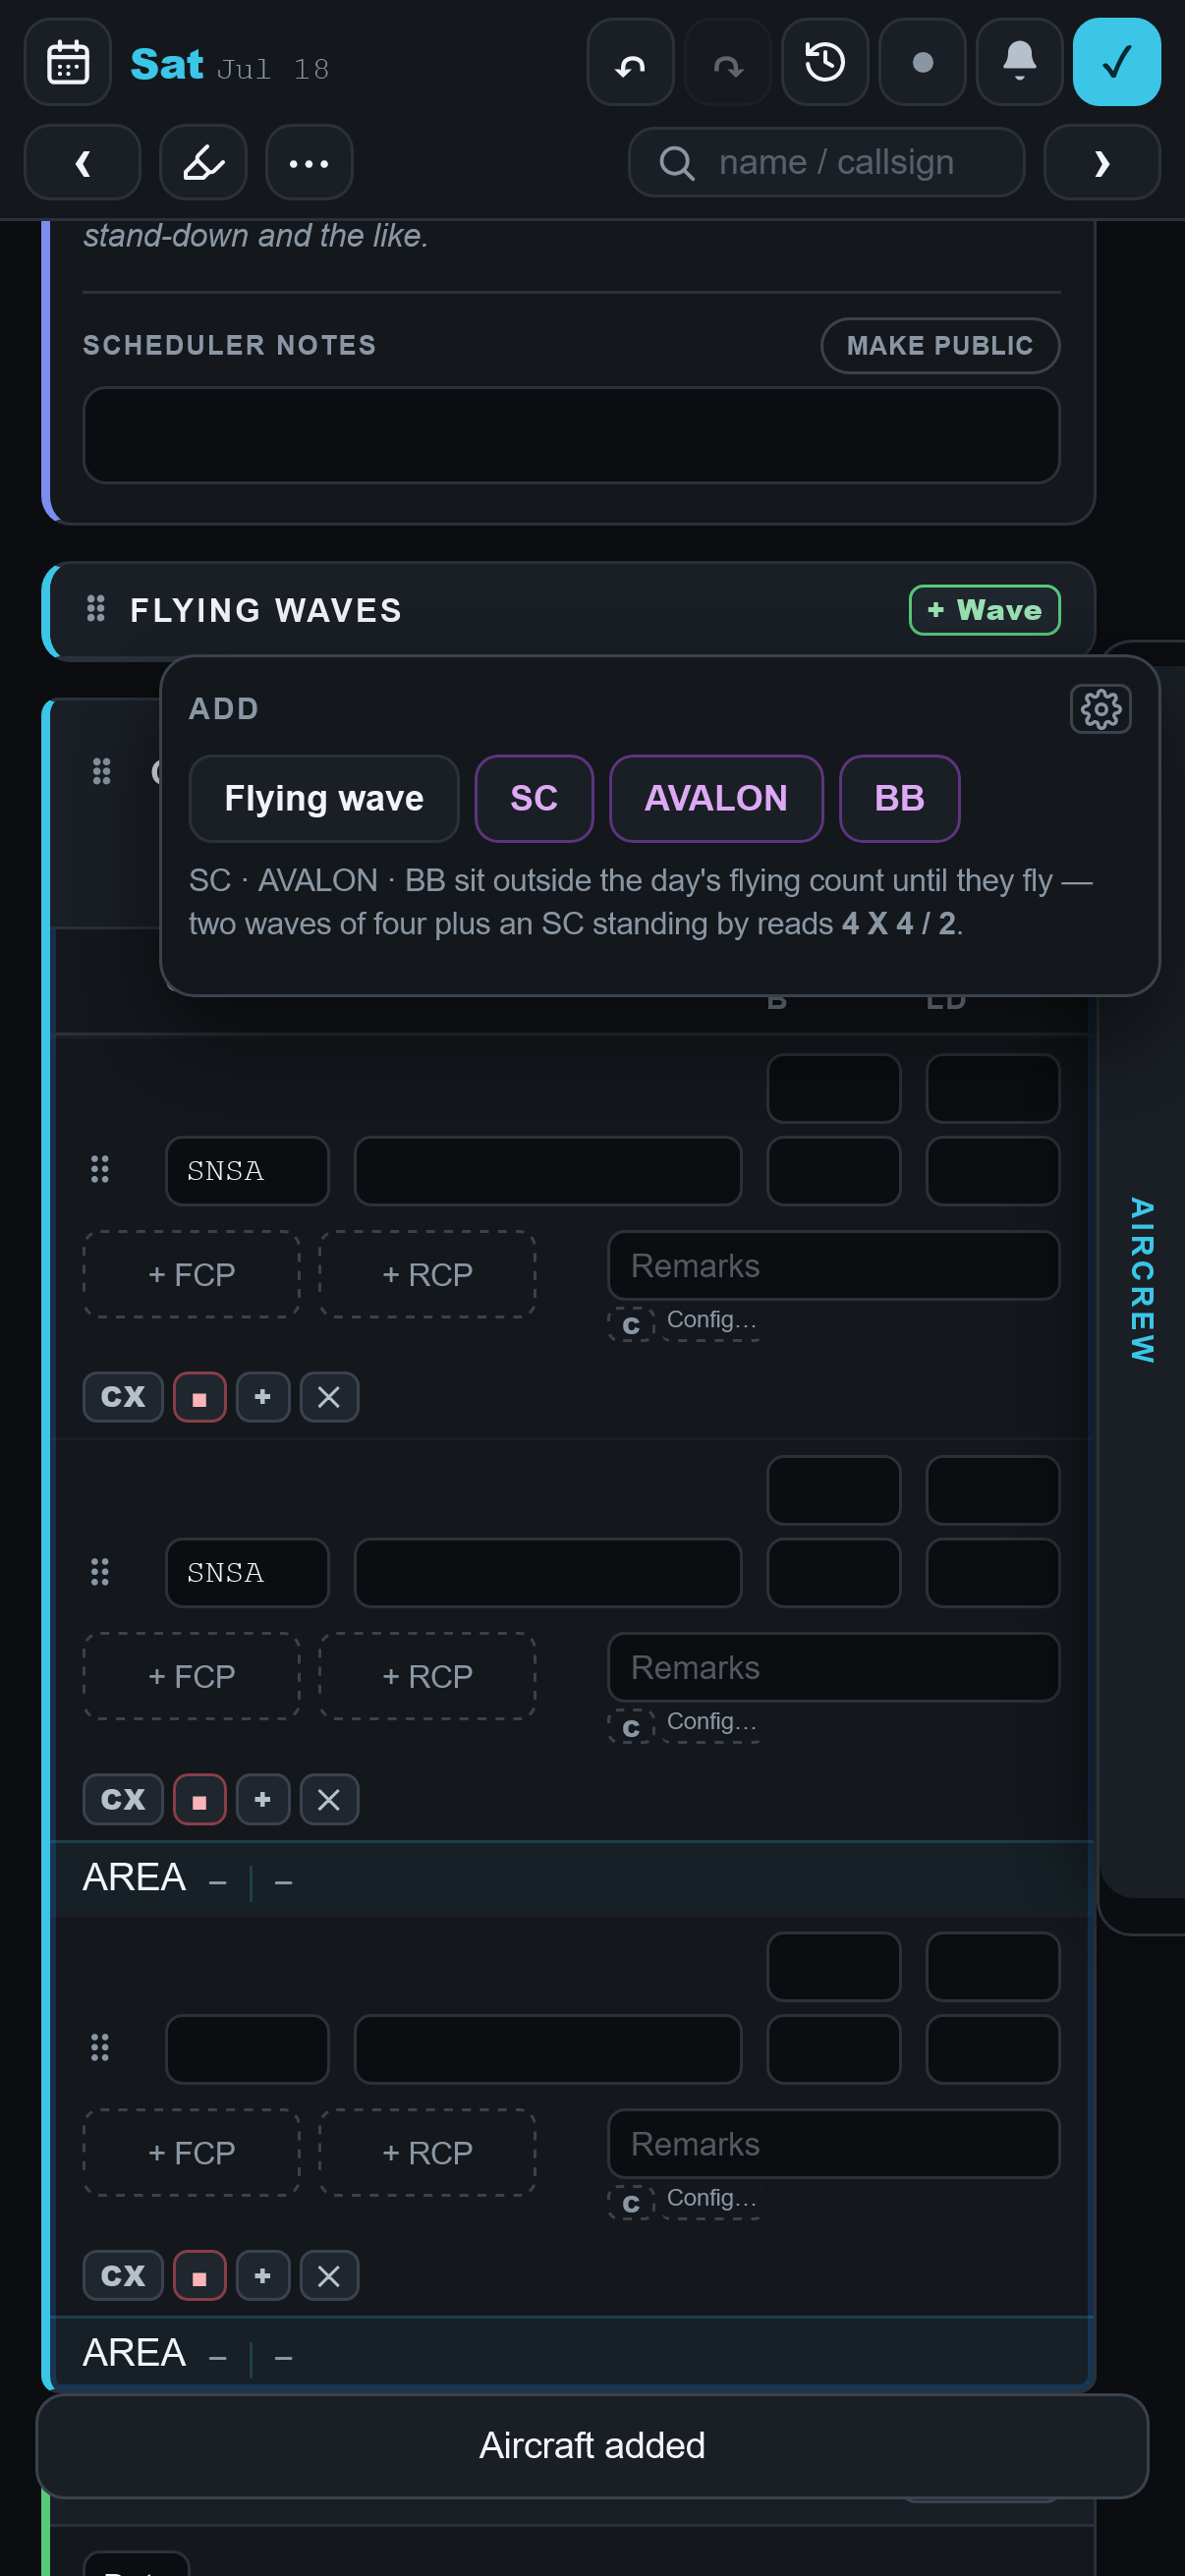 Sat Jul 18
name / callsign
stand-down and the like.
SCHEDULER NOTES
MAKE PUBLIC
FLYING WAVES
+ Wave
ADD
Flying wave
SC
AVALON
BB
SC · AVALON · BB sit outside the day's flying count until they fly —
two waves of four plus an SC standing by reads 4 X 4 / 2.
B
LD
SNSA
+ FCP
+ RCP
Remarks
C
Config...
CX
+
AIRCREW
SNSA
+ FCP
+ RCP
Remarks
C
Config...
CX
+
AREA – | –
+ FCP
+ RCP
Remarks
C
Config...
CX
+
AREA – | –
Aircraft added